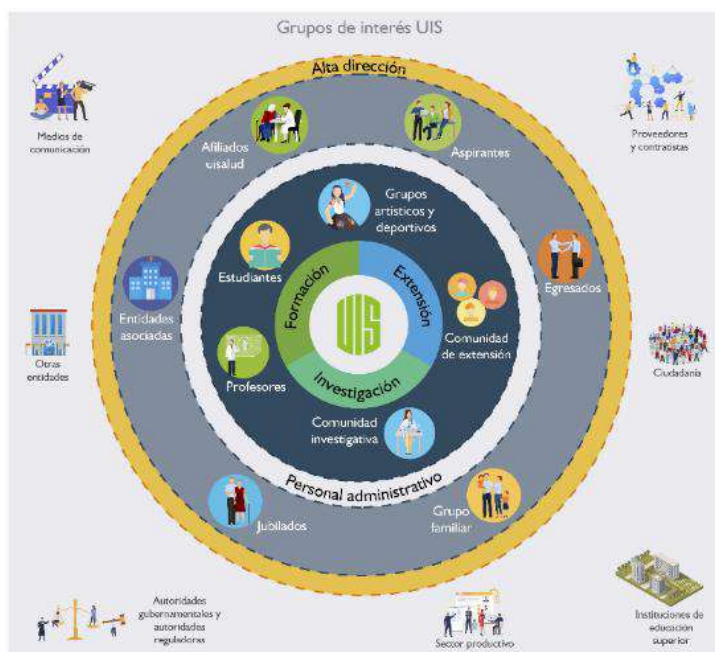 Grupos de interés UIS
Alta dirección
Medios de
comunicación
Proveedores
y contratistas
Afiliados
uisalud
Aspirantes
Grupos
artísticos y
deportivos
Estudiantes
Egresados
Entidades
asociadas
Formación
Extensión
UIS
Comunidad
de extensión
Otras
entidades
Ciudadanía
Profesores
Investigación
Comunidad
investigativa
Personal administrativo
Jubilados
Grupo
familiar
Autoridades
gubernamentales y
autoridades
reguladoras
Sector productivo
Instituciones de
educación
superior